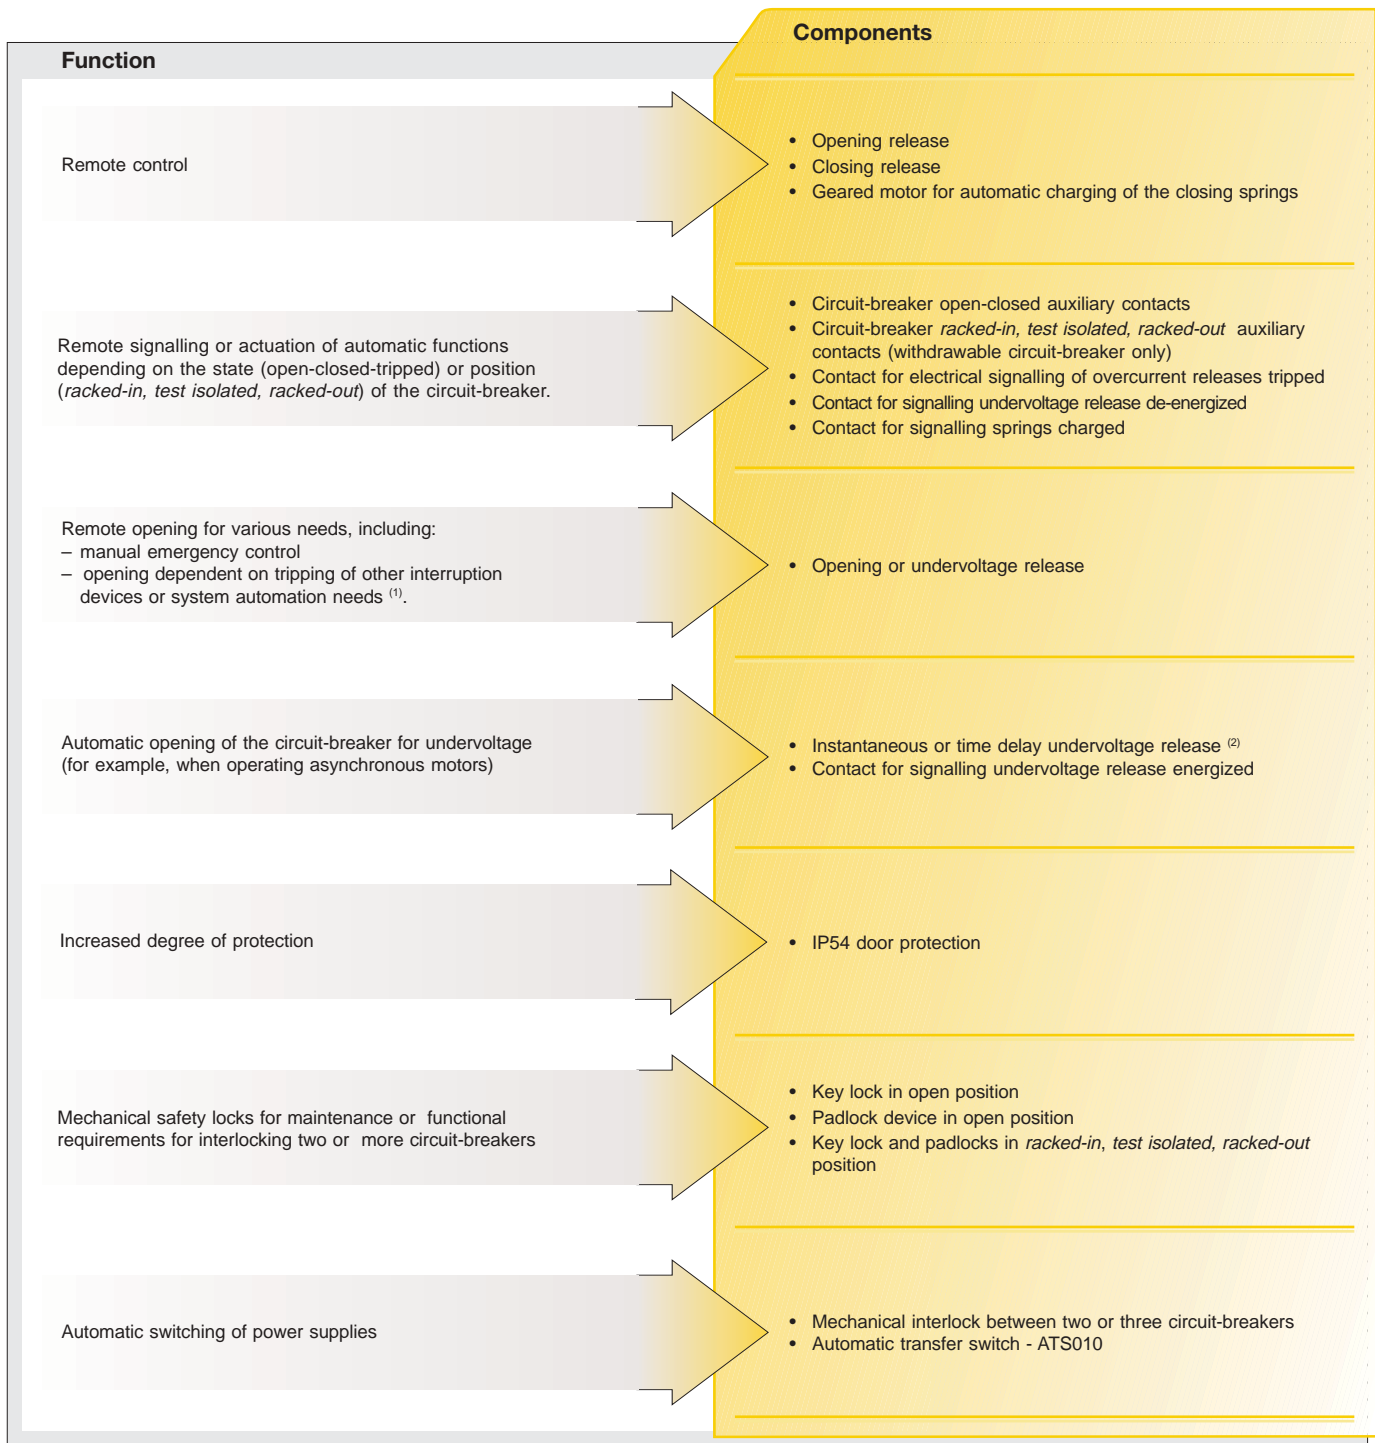 Function
Components
Remote control
• Opening release
• Closing release
• Geared motor for automatic charging of the closing springs
Remote signalling or actuation of automatic functions
depending on the state (open-closed-tripped) or position
(racked-in, test isolated, racked-out) of the circuit-breaker.
• Circuit-breaker open-closed auxiliary contacts
• Circuit-breaker racked-in, test isolated, racked-out auxiliary
contacts (withdrawable circuit-breaker only)
• Contact for electrical signalling of overcurrent releases tripped
• Contact for signalling undervoltage release de-energized
• Contact for signalling springs charged
Remote opening for various needs, including:
– manual emergency control
– opening dependent on tripping of other interruption
devices or system automation needs (1).
• Opening or undervoltage release
Automatic opening of the circuit-breaker for undervoltage
(for example, when operating asynchronous motors)
• Instantaneous or time delay undervoltage release (2)
• Contact for signalling undervoltage release energized
Increased degree of protection
• IP54 door protection
Mechanical safety locks for maintenance or functional
requirements for interlocking two or more circuit-breakers
• Key lock in open position
• Padlock device in open position
• Key lock and padlocks in racked-in, test isolated, racked-out
position
Automatic switching of power supplies
• Mechanical interlock between two or three circuit-breakers
• Automatic transfer switch - ATS010